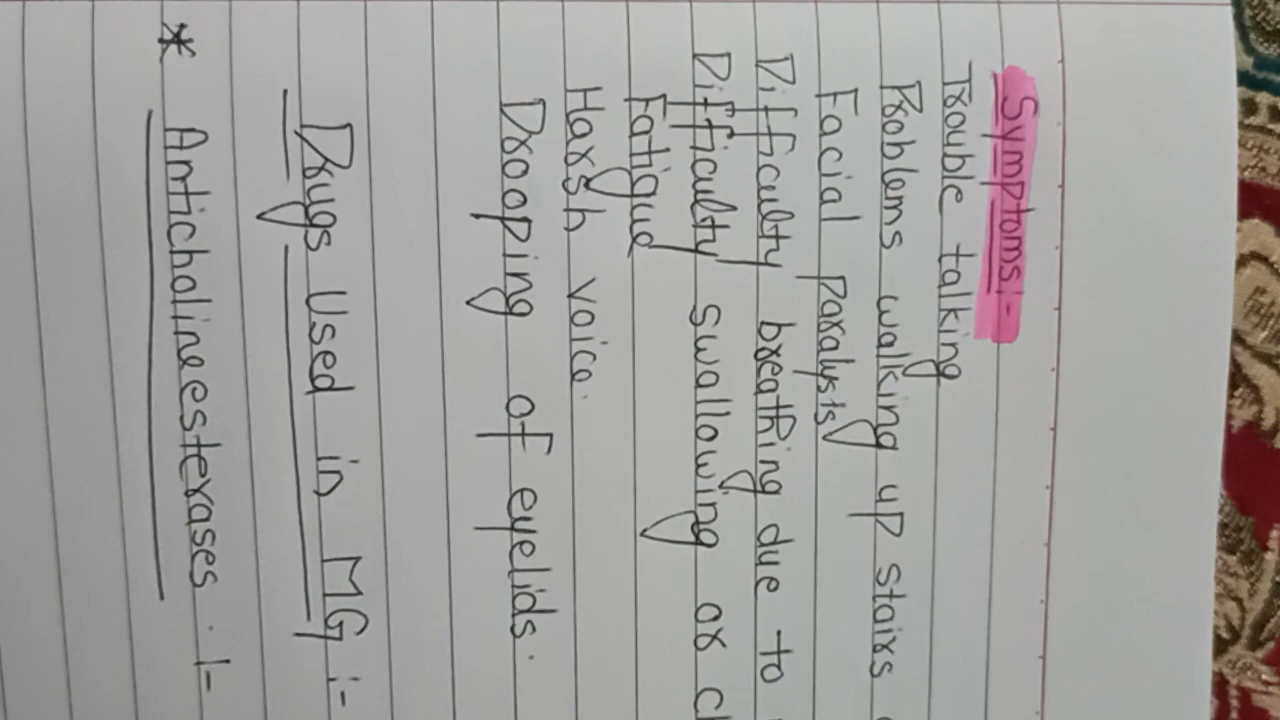 Symptoms:-
Trouble talking
Problems walking up stairs
Facial paralysis
Difficulty breathing due to
Difficulty swallowing or
Fatigue
Harsh voice.
Drooping of eyelids.
Drugs Used in MG :-
* Anticholineesterases :-